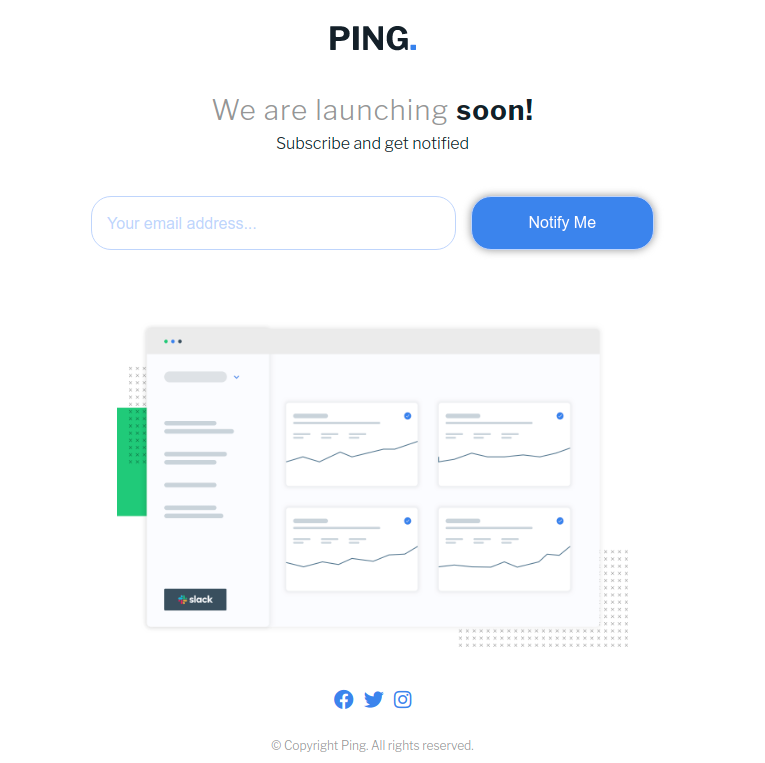 PING.
We are launching soon!
Subscribe and get notified
Your email address...
Notify Me
slack
© Copyright Ping. All rights reserved.